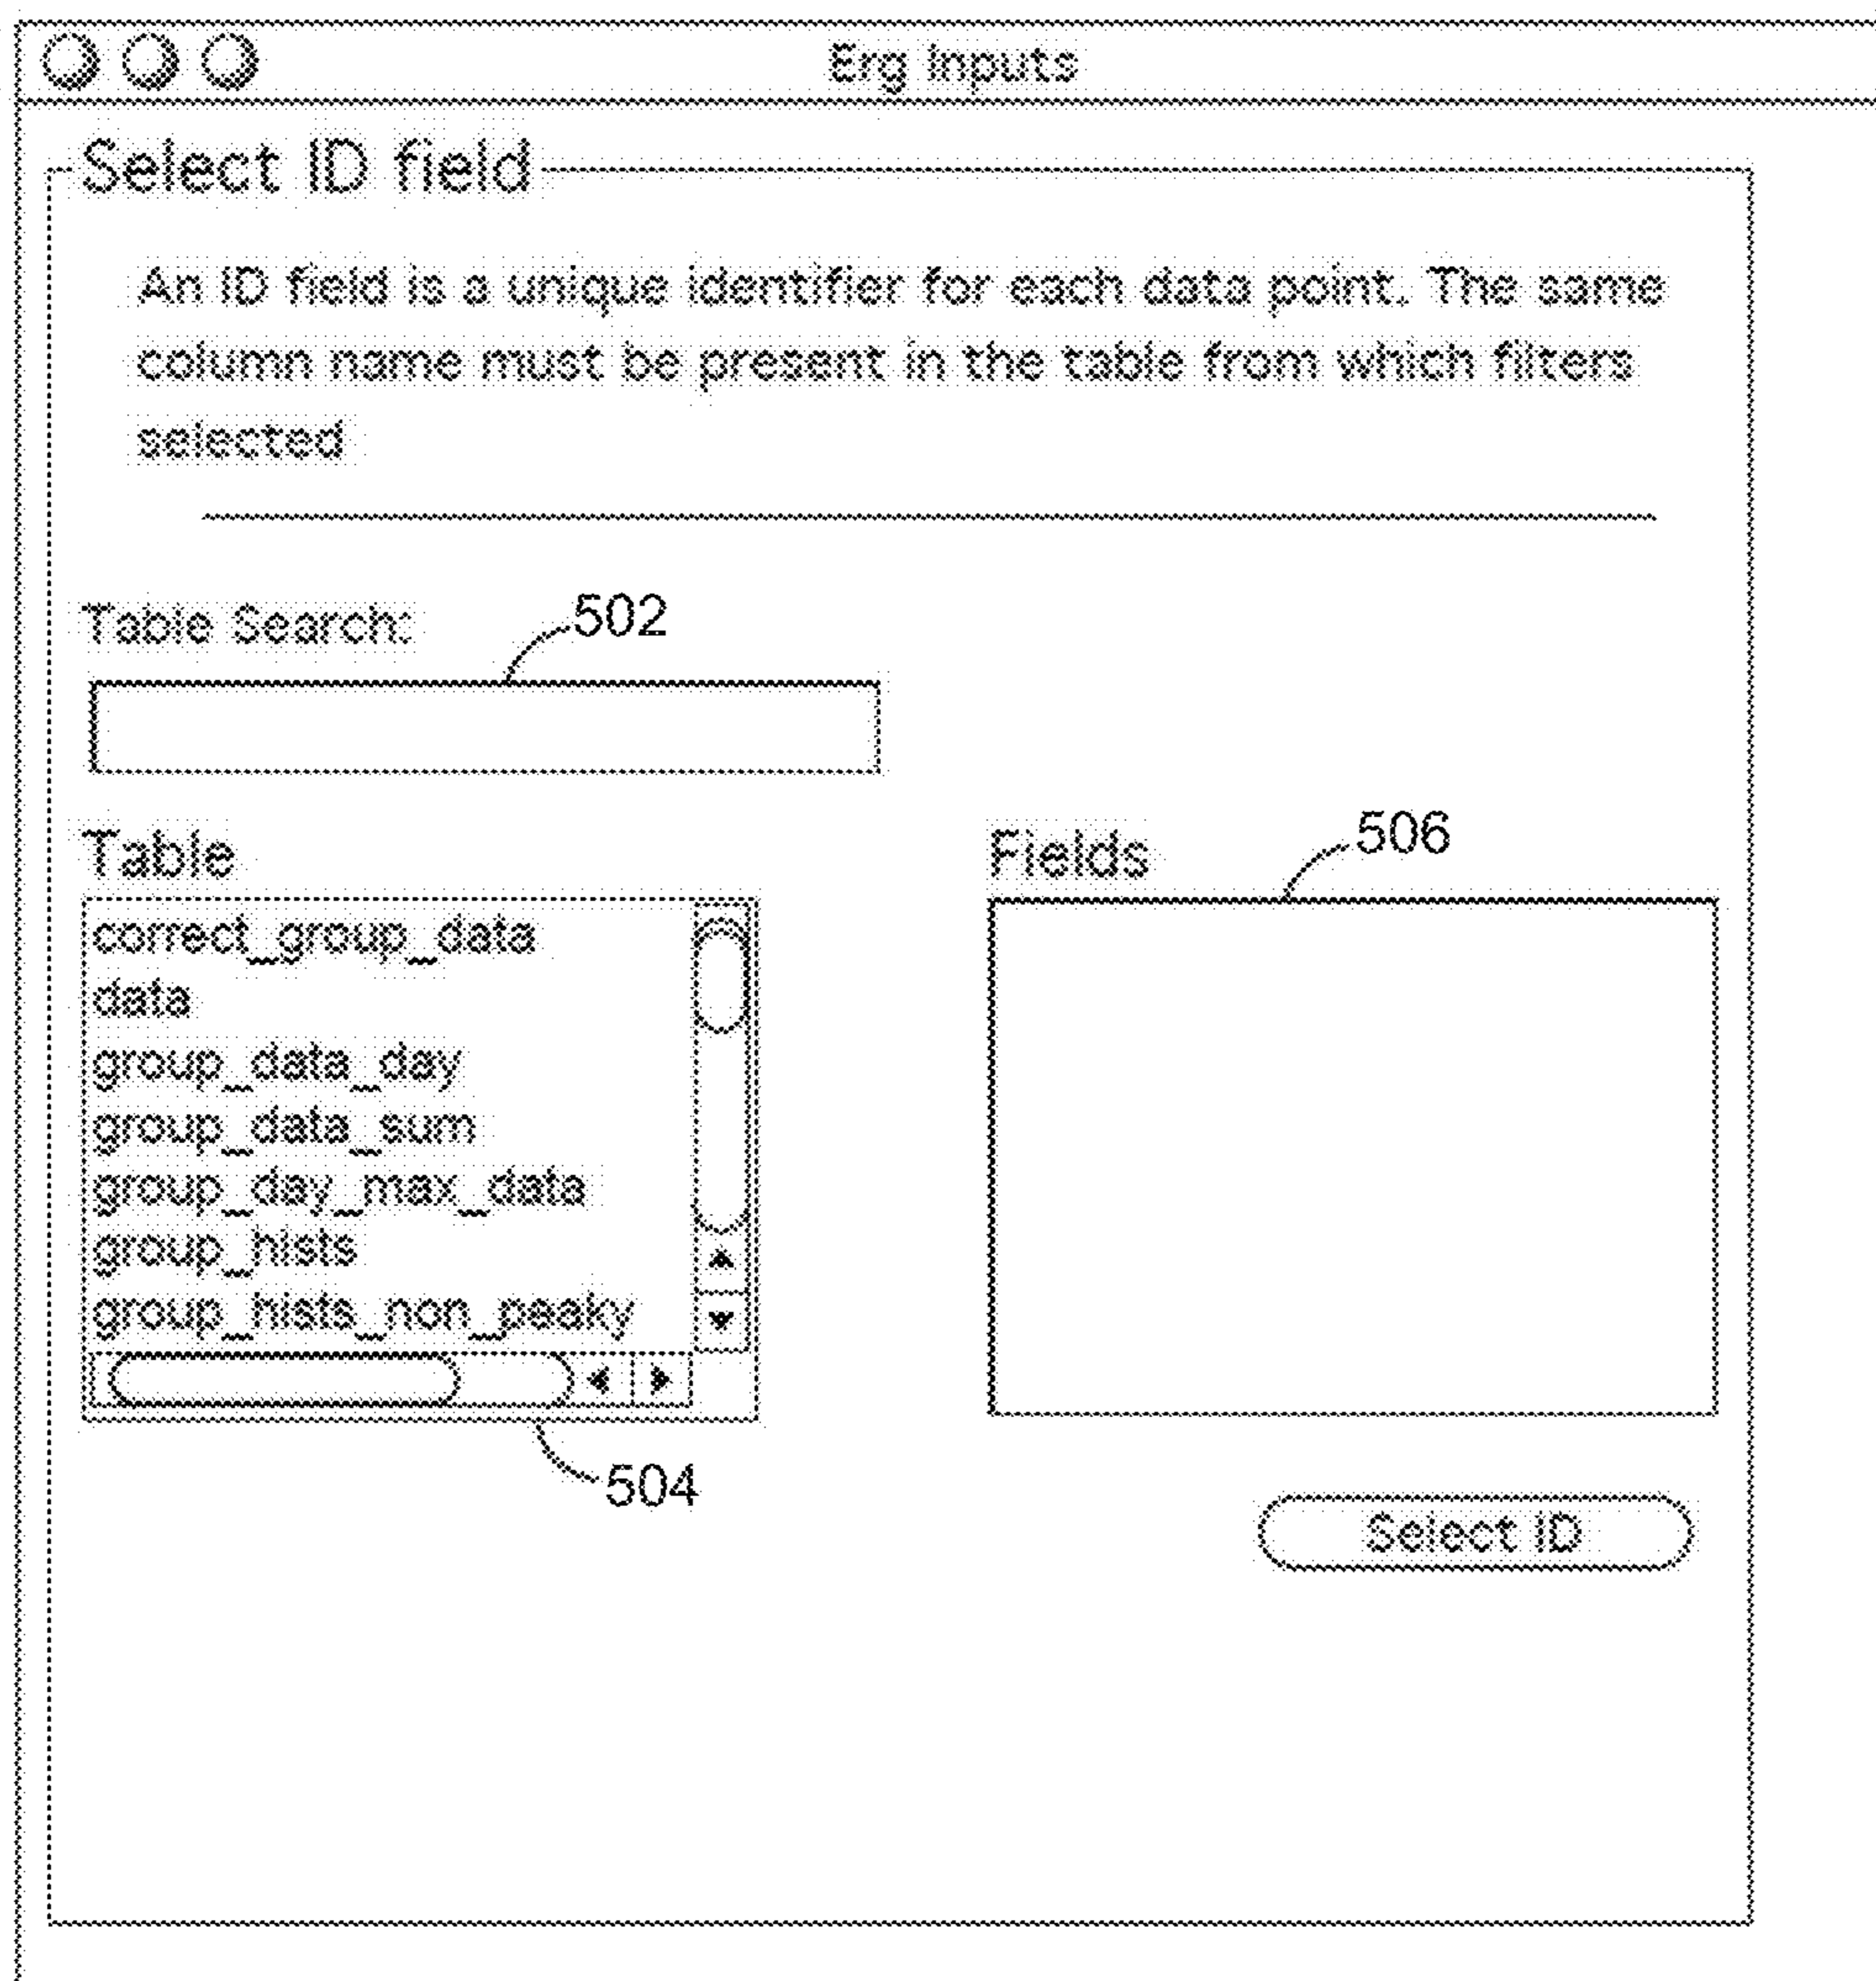 Erg Inputs
Select ID field
An ID field is a unique identifier for each data point. The same
column name must be present in the table from which filters
selected
Table Search:
502
Table
Fields
506
correct_group_data
data
group_data_day
group_data_sum
group_day_max_data
group_hists
group_hists_non_peaky
504
Select ID